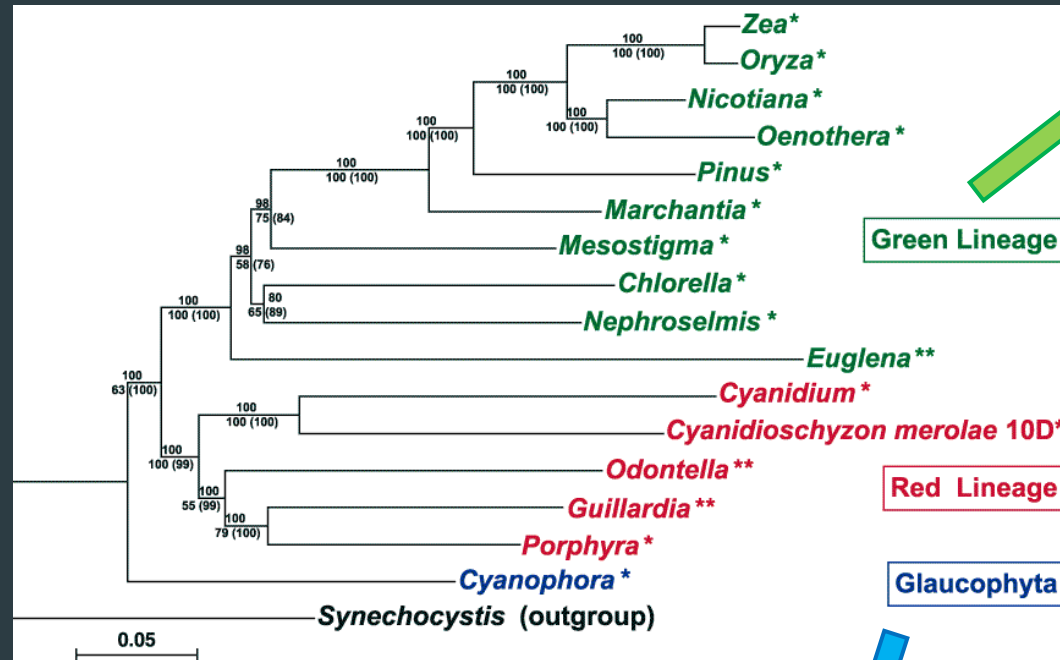 Zea*
100
100 (100)
Oryza*
100
100 (100)
Nicotiana*
100
100 (100)
Oenothera*
100
100 (100)
Pinus*
100
100 (100)
Marchantia*
98
75 (84)
Green Lineage
Mesostigma*
98
58 (76)
Chlorella*
80
65 (89)
Nephroselmis*
100
100 (100)
Euglena**
100
63 (100)
Cyanidium*
100
100 (100)
Cyanidioschyzon merolae 10D*
100
100 (99)
Odontella**
Red Lineage
100
55 (99)
Guillardia**
100
79 (100)
Porphyra*
Cyanophora*
Glaucophyta
Synechocystis (outgroup)
0.05